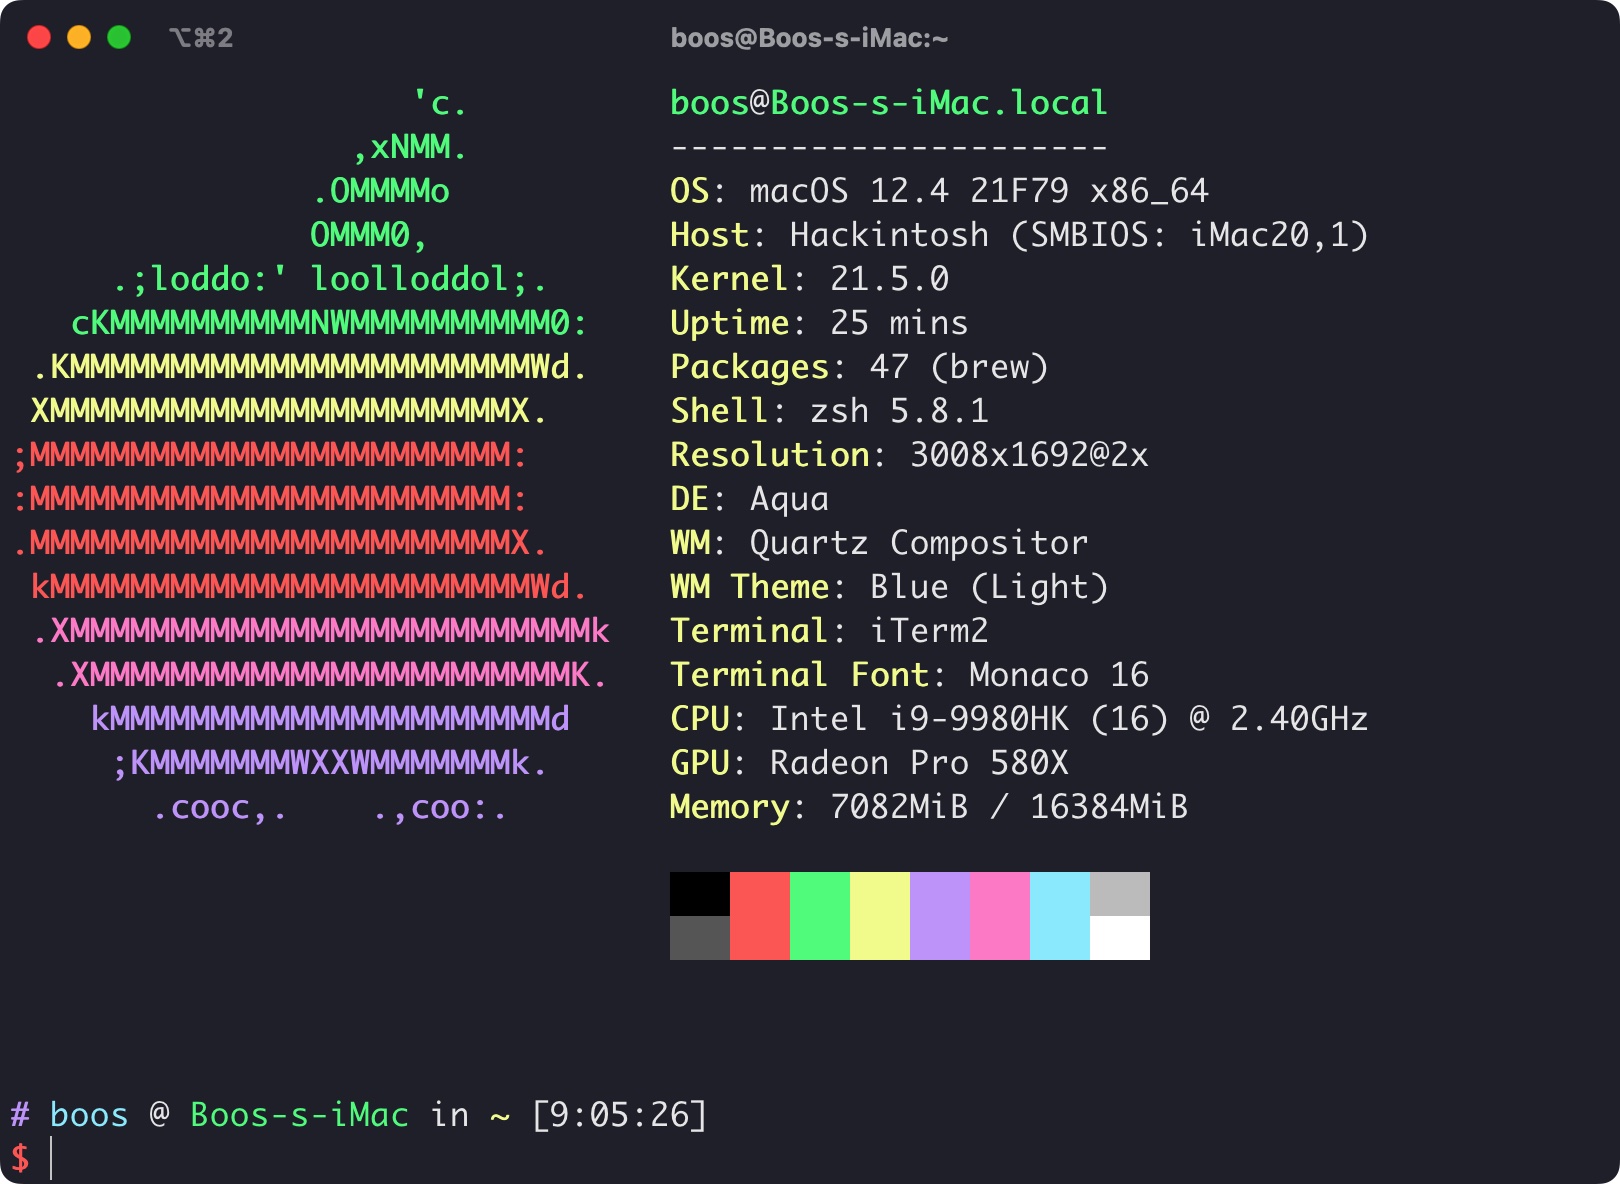 ⌥⌘2 boos@Boos-s-iMac:~
'c. boos@Boos-s-iMac.local
,xNMM. ----------------------
.OMMMMo OS: macOS 12.4 21F79 x86_64
OMMM0, Host: Hackintosh (SMBIOS: iMac20,1)
.;loddo:' loolloddol;. Kernel: 21.5.0
cKMMMMMMMMMMNWMMMMMMMMMM0: Uptime: 25 mins
.KMMMMMMMMMMMMMMMMMMMMMMMWd. Packages: 47 (brew)
XMMMMMMMMMMMMMMMMMMMMMMMX. Shell: zsh 5.8.1
;MMMMMMMMMMMMMMMMMMMMMMMM: Resolution: 3008x1692@2x
:MMMMMMMMMMMMMMMMMMMMMMMM: DE: Aqua
.MMMMMMMMMMMMMMMMMMMMMMMMX. WM: Quartz Compositor
kMMMMMMMMMMMMMMMMMMMMMMMMWd. WM Theme: Blue (Light)
.XMMMMMMMMMMMMMMMMMMMMMMMMMMk Terminal: iTerm2
.XMMMMMMMMMMMMMMMMMMMMMMMMK. Terminal Font: Monaco 16
kMMMMMMMMMMMMMMMMMMMMMMd CPU: Intel i9-9980HK (16) @ 2.40GHz
;KMMMMMMMWXXWMMMMMMMk. GPU: Radeon Pro 580X
.cooc,. .,coo:. Memory: 7082MiB / 16384MiB
# boos @ Boos-s-iMac in ~ [9:05:26]
$